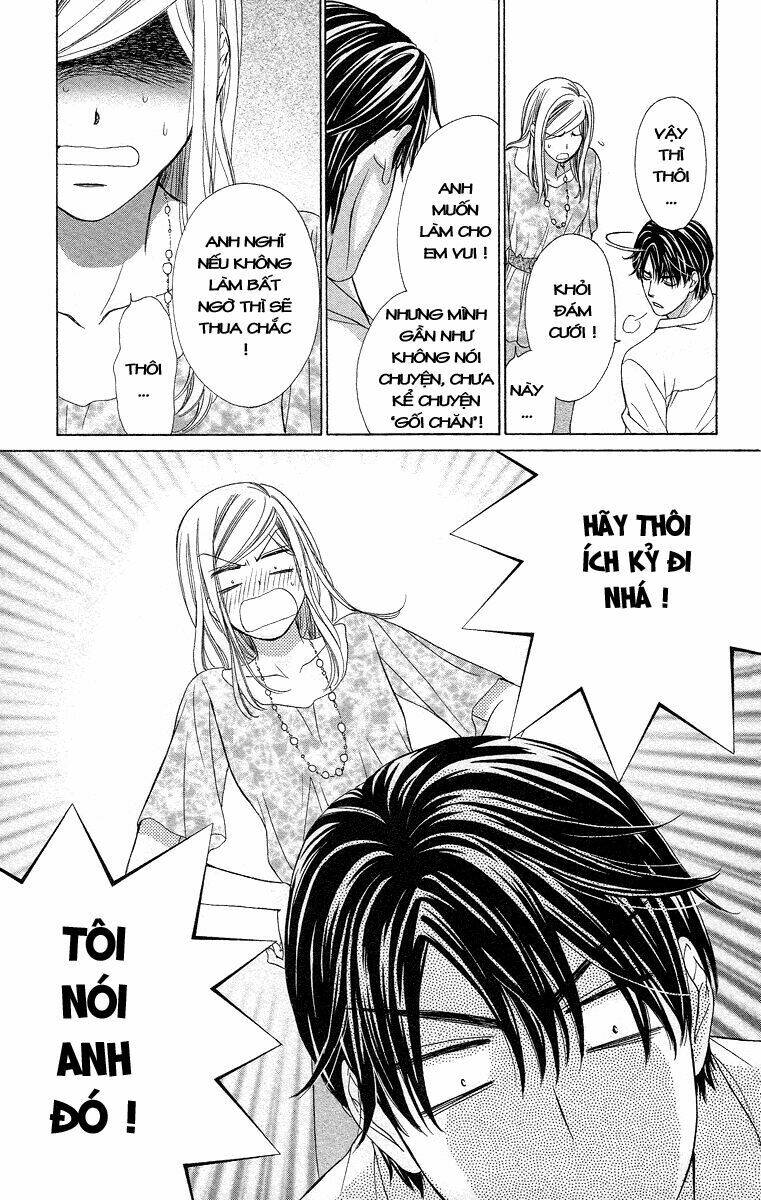 VẬY
THÌ
THÔI
...
KHỎI
ĐÁM
CƯỚI !
NÀY
...
ANH
MUỐN
LÀM CHO
EM VUI !
NHƯNG MÌNH
GẦN NHƯ
KHÔNG NÓI
CHUYỆN, CHƯA
KỂ CHUYỆN
"GỐI CHĂN"!
ANH NGHĨ
NẾU KHÔNG
LÀM BẤT
NGỜ THÌ SẼ
THUA CHẮC
!
THÔI
...
HÃY THÔI
ÍCH KỶ ĐI
NHÁ !
TÔI
NÓI
ANH
ĐÓ !